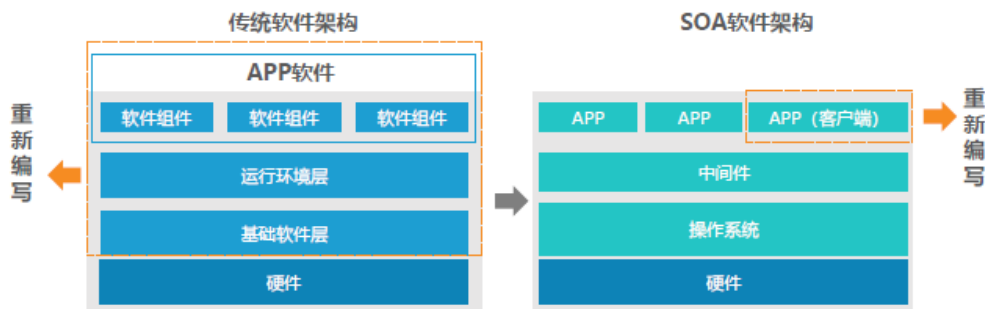 传统软件架构
SOA软件架构
APP软件
软件组件
软件组件
软件组件
运行环境层
基础软件层
硬件
重新编写
APP
APP
APP（客户端）
中间件
操作系统
硬件
重新编写